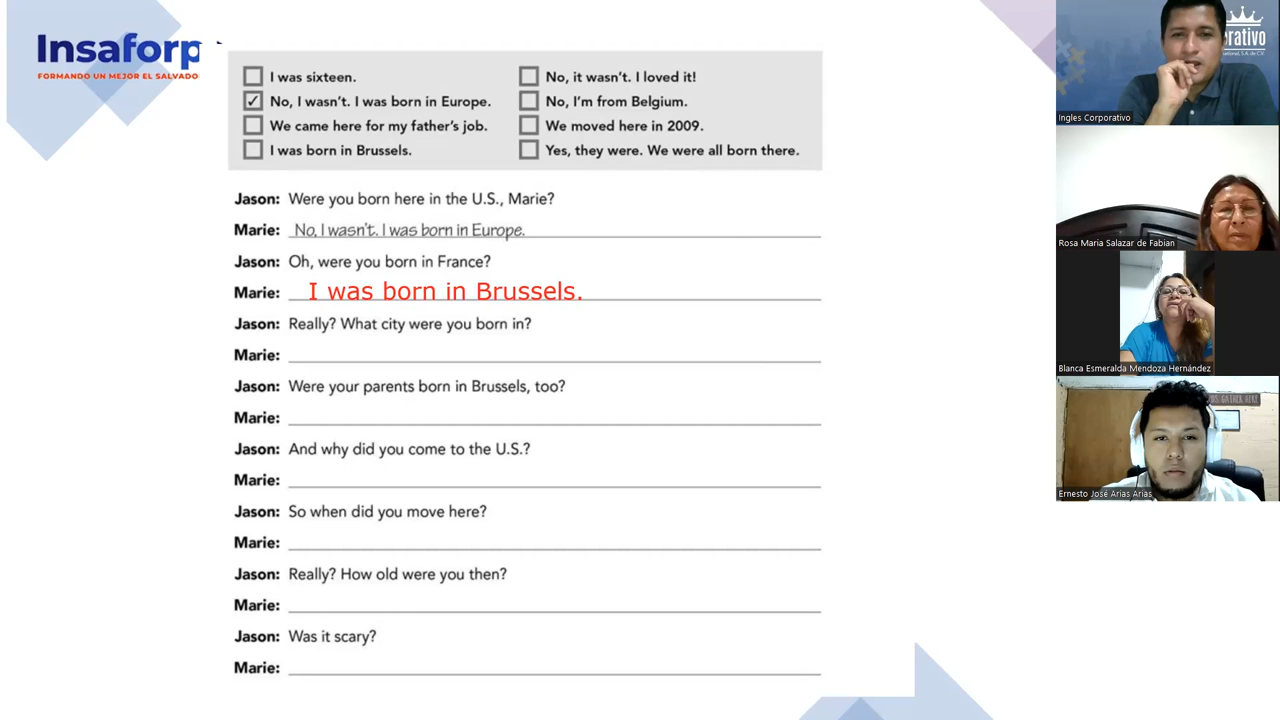 Insaforp
FORMANDO UN MEJOR EL SALVADO
I was sixteen.
✓ No, I wasn't. I was born in Europe.
We came here for my father's job.
I was born in Brussels.
No, it wasn't. I loved it!
No, I'm from Belgium.
We moved here in 2009.
Yes, they were. We were all born there.
Jason: Were you born here in the U.S., Marie?
Marie: No, I wasn't. I was born in Europe.
Jason: Oh, were you born in France?
Marie: I was born in Brussels.
Jason: Really? What city were you born in?
Marie:
Jason: Were your parents born in Brussels, too?
Marie:
Jason: And why did you come to the U.S.?
Marie:
Jason: So when did you move here?
Marie:
Jason: Really? How old were you then?
Marie:
Jason: Was it scary?
Marie:
erativo
Ingles Corporativo
Rosa Maria Salazar de Fabian
Blanca Esmeralda Mendoza Hernández
Ernesto José Arias Arias